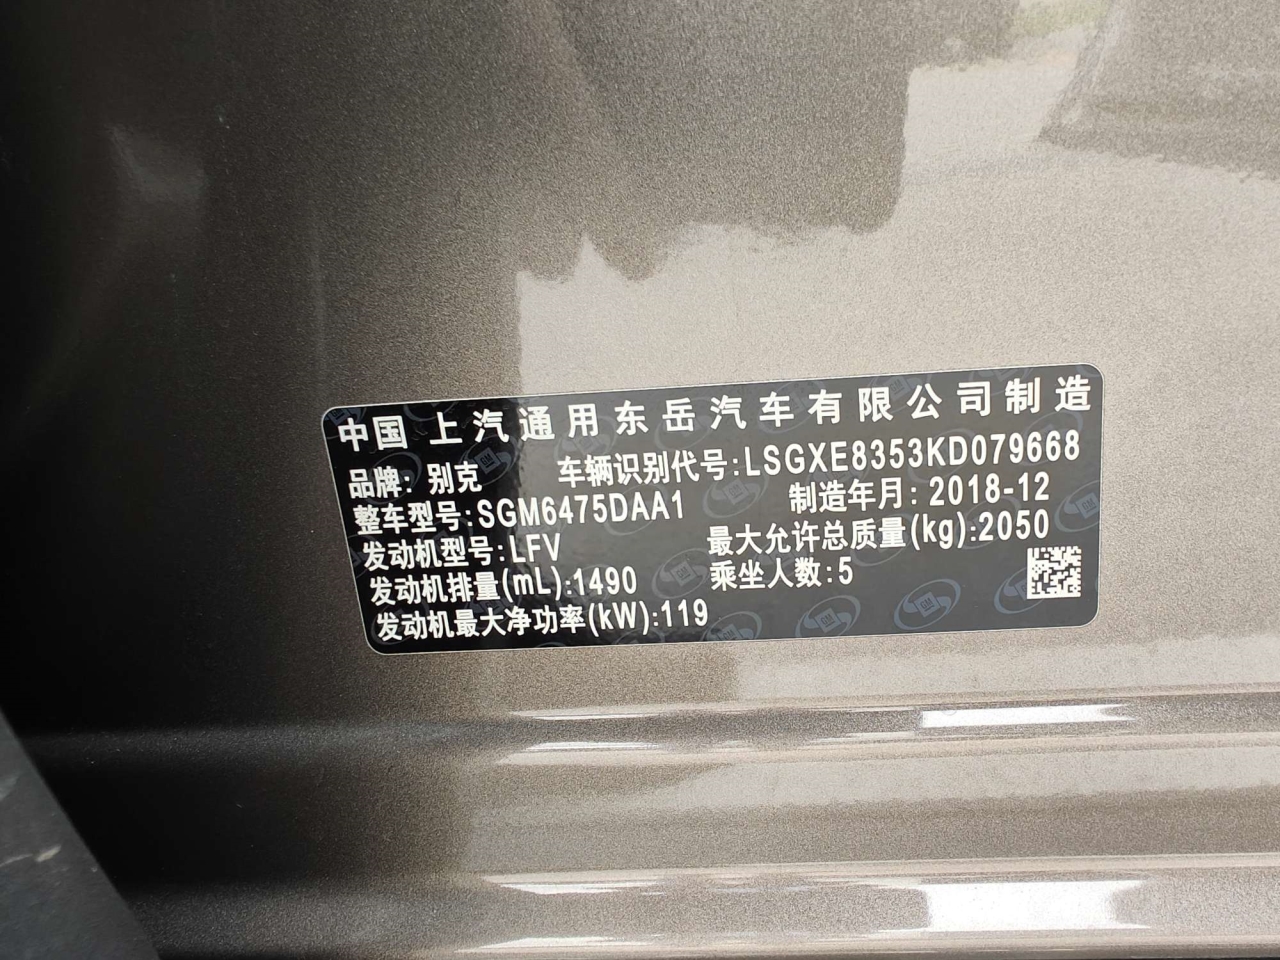 中国 上汽通用东岳汽车有限公司制造
品牌: 别克 车辆识别代号:LSGXE8353KD079668
整车型号:SGM6475DAA1 制造年月: 2018-12
发动机型号:LFV 最大允许总质量(kg):2050
发动机排量(mL):1490 乘坐人数:5
发动机最大净功率(kW):119